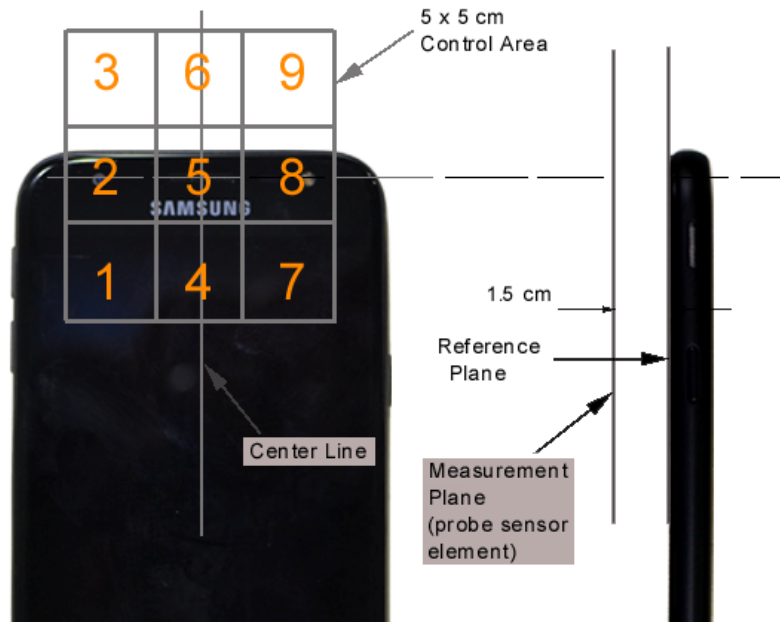 5 x 5 cm
Control Area
3 6 9
2 5 8
SAMSUNG
1 4 7
1.5 cm
Reference
Plane
Center Line
Measurement
Plane
(probe sensor
element)